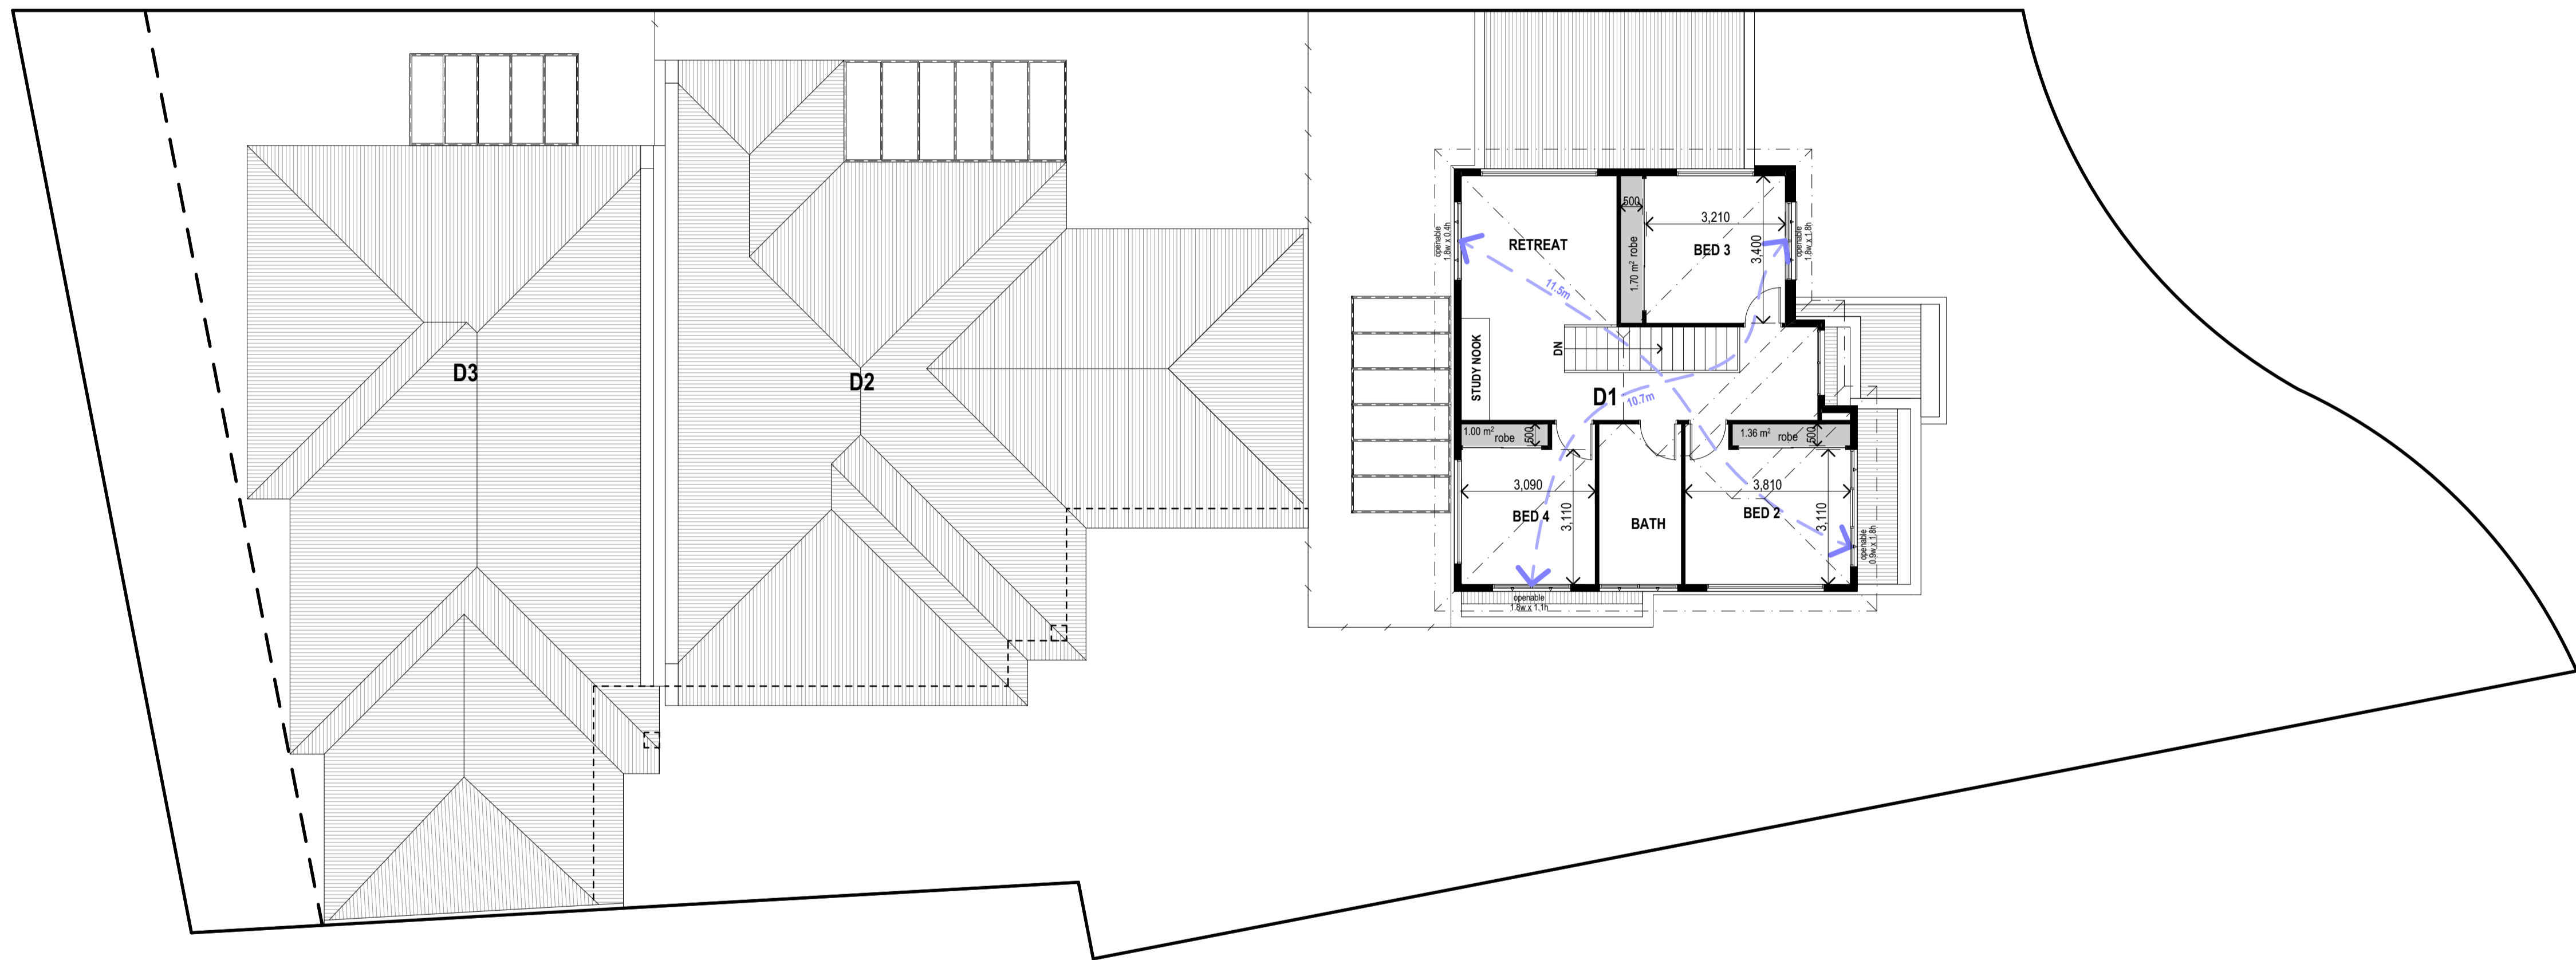 D3
D2
D1
RETREAT
500
1.70 m² robe
3,210
BED 3
3,400
openable
1.8w x 0.4h
openable
1.8w x 1.8h
11.5m
STUDY NOOK
DN
10.7m
1.00 m² robe
500
1.36 m² robe
500
3,090
BED 4
3,110
BATH
3,810
BED 2
3,110
openable
0.9w x 1.8h
openable
1.8w x 1.1h